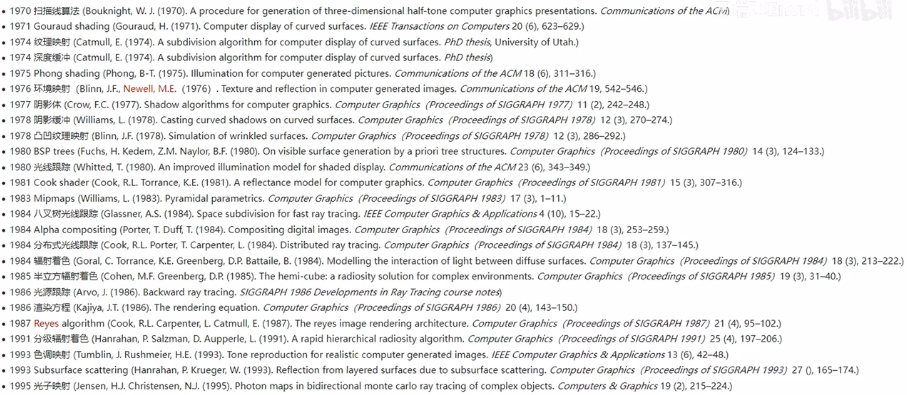 • 1970 扫描线算法 (Bouknight, W. J. (1970). A procedure for generation of three-dimensional half-tone computer graphics presentations. Communications of the ACM)
• 1971 Gouraud shading (Gouraud, H. (1971). Computer display of curved surfaces. IEEE Transactions on Computers 20 (6), 623–629.)
• 1974 纹理映射 (Catmull, E. (1974). A subdivision algorithm for computer display of curved surfaces. PhD thesis, University of Utah.)
• 1974 深度缓冲 (Catmull, E. (1974). A subdivision algorithm for computer display of curved surfaces. PhD thesis)
• 1975 Phong shading (Phong, B-T. (1975). Illumination for computer generated pictures. Communications of the ACM 18 (6), 311–316.)
• 1976 环境映射 (Blinn, J.F., Newell, M.E. (1976) . Texture and reflection in computer generated images. Communications of the ACM 19, 542–546.)
• 1977 阴影体 (Crow, F.C. (1977). Shadow algorithms for computer graphics. Computer Graphics (Proceedings of SIGGRAPH 1977) 11 (2), 242–248.)
• 1978 阴影缓冲 (Williams, L. (1978). Casting curved shadows on curved surfaces. Computer Graphics (Proceedings of SIGGRAPH 1978) 12 (3), 270–274.)
• 1978 凸凹纹理映射 (Blinn, J.F. (1978). Simulation of wrinkled surfaces. Computer Graphics (Proceedings of SIGGRAPH 1978) 12 (3), 286–292.)
• 1980 BSP trees (Fuchs, H. Kedem, Z.M. Naylor, B.F. (1980). On visible surface generation by a priori tree structures. Computer Graphics (Proceedings of SIGGRAPH 1980) 14 (3), 124–133.)
• 1980 光线跟踪 (Whitted, T. (1980). An improved illumination model for shaded display. Communications of the ACM 23 (6), 343–349.)
• 1981 Cook shader (Cook, R.L. Torrance, K.E. (1981). A reflectance model for computer graphics. Computer Graphics (Proceedings of SIGGRAPH 1981) 15 (3), 307–316.)
• 1983 Mipmaps (Williams, L. (1983). Pyramidal parametrics. Computer Graphics (Proceedings of SIGGRAPH 1983) 17 (3), 1–11.)
• 1984 八叉树光线跟踪 (Glassner, A.S. (1984). Space subdivision for fast ray tracing. IEEE Computer Graphics & Applications 4 (10), 15–22.)
• 1984 Alpha compositing (Porter, T. Duff, T. (1984). Compositing digital images. Computer Graphics (Proceedings of SIGGRAPH 1984) 18 (3), 253–259.)
• 1984 分布式光线跟踪 (Cook, R.L. Porter, T. Carpenter, L. (1984). Distributed ray tracing. Computer Graphics (Proceedings of SIGGRAPH 1984) 18 (3), 137–145.)
• 1984 辐射着色 (Goral, C. Torrance, K.E. Greenberg, D.P. Battaile, B. (1984). Modelling the interaction of light between diffuse surfaces. Computer Graphics (Proceedings of SIGGRAPH 1984) 18 (3), 213–222.)
• 1985 半立方辐射着色 (Cohen, M.F. Greenberg, D.P. (1985). The hemi-cube: a radiosity solution for complex environments. Computer Graphics (Proceedings of SIGGRAPH 1985) 19 (3), 31–40.)
• 1986 光源跟踪 (Arvo, J. (1986). Backward ray tracing. SIGGRAPH 1986 Developments in Ray Tracing course notes)
• 1986 渲染方程 (Kajiya, J.T. (1986). The rendering equation. Computer Graphics (Proceedings of SIGGRAPH 1986) 20 (4), 143–150.)
• 1987 Reyes algorithm (Cook, R.L. Carpenter, L. Catmull, E. (1987). The reyes image rendering architecture. Computer Graphics (Proceedings of SIGGRAPH 1987) 21 (4), 95–102.)
• 1991 分级辐射着色 (Hanrahan, P. Salzman, D. Aupperle, L. (1991). A rapid hierarchical radiosity algorithm. Computer Graphics (Proceedings of SIGGRAPH 1991) 25 (4), 197–206.)
• 1993 色调映射 (Tumblin, J. Rushmeier, H.E. (1993). Tone reproduction for realistic computer generated images. IEEE Computer Graphics & Applications 13 (6), 42–48.)
• 1993 Subsurface scattering (Hanrahan, P. Krueger, W. (1993). Reflection from layered surfaces due to subsurface scattering. Computer Graphics (Proceedings of SIGGRAPH 1993) 27 (), 165–174.)
• 1995 光子映射 (Jensen, H.J. Christensen, N.J. (1995). Photon maps in bidirectional monte carlo ray tracing of complex objects. Computers & Graphics 19 (2), 215–224.)